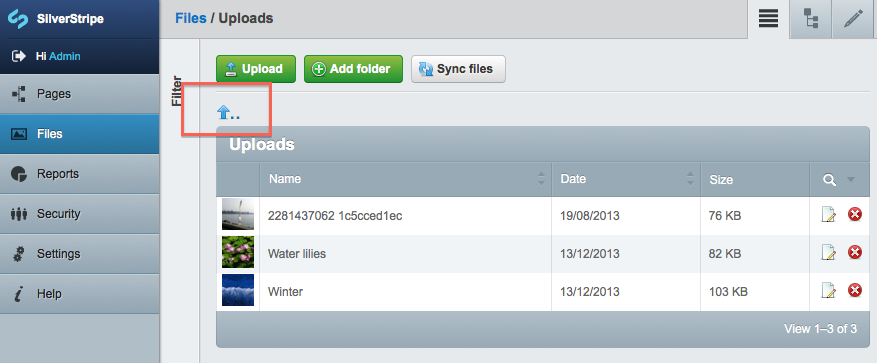 SilverStripe
Hi Admin
Pages
Files
Reports
Security
Settings
Help
Files / Uploads
Filter
Upload
Add folder
Sync files
..
Uploads
Name Date Size
2281437062 1c5cced1ec 19/08/2013 76 KB
Water lilies 13/12/2013 82 KB
Winter 13/12/2013 103 KB
View 1–3 of 3